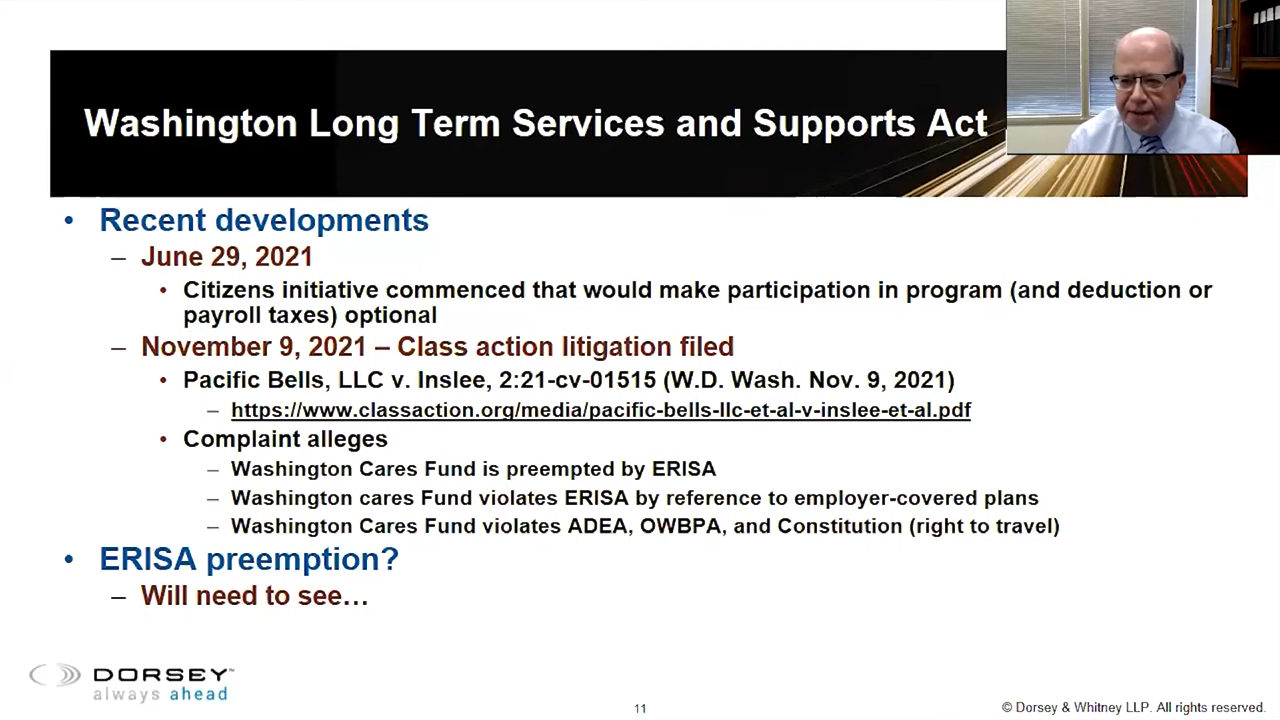 Washington Long Term Services and Supports Act
• Recent developments
– June 29, 2021
• Citizens initiative commenced that would make participation in program (and deduction or
payroll taxes) optional
– November 9, 2021 – Class action litigation filed
• Pacific Bells, LLC v. Inslee, 2:21-cv-01515 (W.D. Wash. Nov. 9, 2021)
– https://www.classaction.org/media/pacific-bells-llc-et-al-v-inslee-et-al.pdf
• Complaint alleges
– Washington Cares Fund is preempted by ERISA
– Washington cares Fund violates ERISA by reference to employer-covered plans
– Washington Cares Fund violates ADEA, OWBPA, and Constitution (right to travel)
• ERISA preemption?
– Will need to see…
DORSEY™
always ahead
11
© Dorsey & Whitney LLP. All rights reserved.